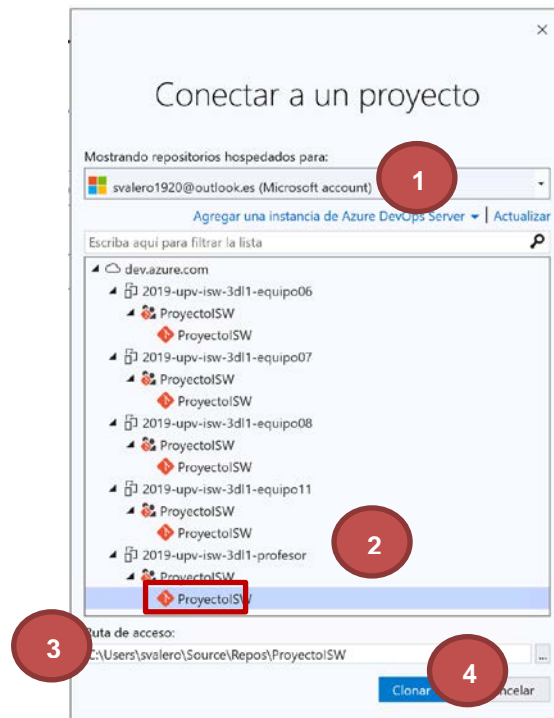 Conectar a un proyecto
Mostrando repositorios hospedados para:
svalero1920@outlook.es (Microsoft account)
1
Agregar una instancia de Azure DevOps Server | Actualizar
Escriba aquí para filtrar la lista
dev.azure.com
2019-upv-isw-3dl1-equipo06
ProyectoISW
ProyectoISW
2019-upv-isw-3dl1-equipo07
ProyectoISW
ProyectoISW
2019-upv-isw-3dl1-equipo08
ProyectoISW
ProyectoISW
2019-upv-isw-3dl1-equipo11
ProyectoISW
ProyectoISW
2
2019-upv-isw-3dl1-profesor
ProyectoISW
ProyectoISW
3
Ruta de acceso:
C:\Users\svalero\Source\Repos\ProyectoISW
...
4
Clonar
Cancelar